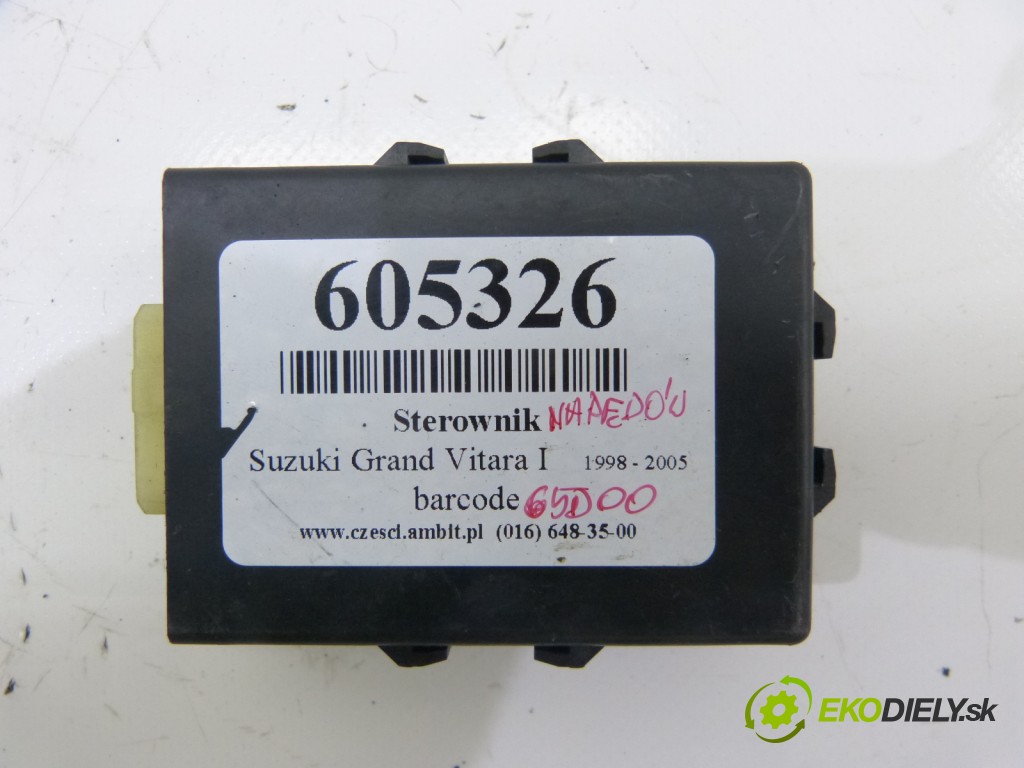 605326
Sterownik NAPEDÓW
Suzuki Grand Vitara I 1998 - 2005
barcode 65D00
www.czesci.ambit.pl (016) 648-35-00
EKODIELY.sk